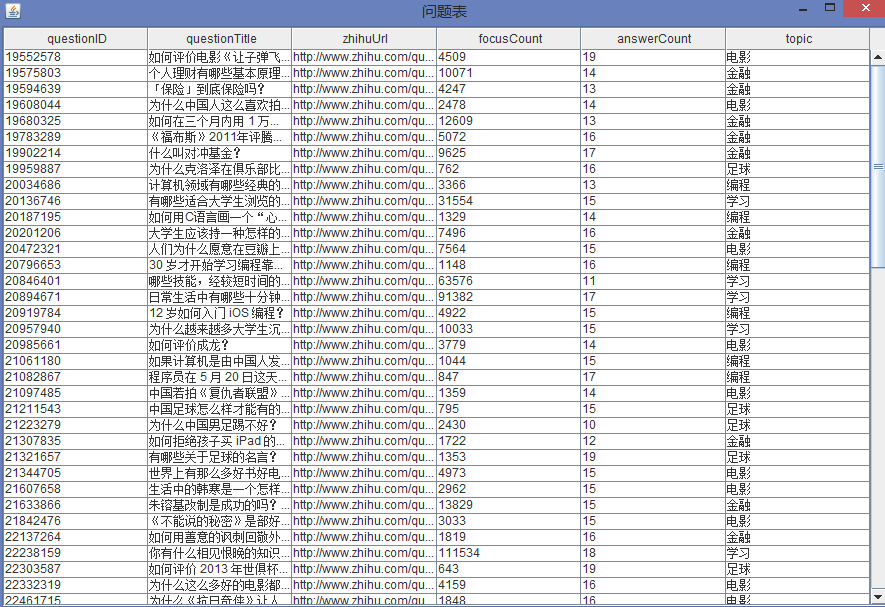 问题表
questionID questionTitle zhihuUrl focusCount answerCount topic
19552578 如何评价电影《让子弹飞... http://www.zhihu.com/qu... 4509 19 电影
19575803 个人理财有哪些基本原理... http://www.zhihu.com/qu... 10071 14 金融
19594639 「保险」到底保险吗？ http://www.zhihu.com/qu... 4247 13 金融
19608044 为什么中国人这么喜欢拍... http://www.zhihu.com/qu... 2478 14 电影
19680325 如何在三个月内用 1 万... http://www.zhihu.com/qu... 12609 13 金融
19783289 《福布斯》2011年评腾... http://www.zhihu.com/qu... 5072 16 金融
19902214 什么叫对冲基金？ http://www.zhihu.com/qu... 9625 17 金融
19959887 为什么克洛泽在俱乐部比... http://www.zhihu.com/qu... 762 16 足球
20034686 计算机领域有哪些经典的... http://www.zhihu.com/qu... 3366 13 编程
20136746 有哪些适合大学生浏览的... http://www.zhihu.com/qu... 31554 15 学习
20187195 如何用C语言画一个“心... http://www.zhihu.com/qu... 1329 14 编程
20201206 大学生应该持一种怎样的... http://www.zhihu.com/qu... 7496 16 金融
20472321 人们为什么愿意在豆瓣上... http://www.zhihu.com/qu... 7564 15 电影
20796653 30 岁才开始学习编程靠... http://www.zhihu.com/qu... 1148 16 编程
20846401 哪些技能，经较短时间的... http://www.zhihu.com/qu... 63576 11 学习
20894671 日常生活中有哪些十分钟... http://www.zhihu.com/qu... 91382 17 学习
20919784 12 岁如何入门 iOS 编程？ http://www.zhihu.com/qu... 4922 15 编程
20957940 为什么越来越多大学生沉... http://www.zhihu.com/qu... 10033 15 学习
20985661 如何评价成龙？ http://www.zhihu.com/qu... 3779 14 电影
21061180 如果计算机是由中国人发... http://www.zhihu.com/qu... 1044 15 编程
21082867 程序员在 5 月 20 日这天... http://www.zhihu.com/qu... 847 17 编程
21097485 中国若拍《复仇者联盟》... http://www.zhihu.com/qu... 1359 14 电影
21211543 中国足球怎么样才能有的... http://www.zhihu.com/qu... 795 15 足球
21223279 为什么中国男足踢不好？ http://www.zhihu.com/qu... 2430 10 足球
21307835 如何拒绝孩子买 iPad 的... http://www.zhihu.com/qu... 1722 12 金融
21321657 有哪些关于足球的名言？ http://www.zhihu.com/qu... 1353 19 足球
21344705 世界上有那么多好书好电... http://www.zhihu.com/qu... 4973 15 电影
21607658 生活中的韩寒是一个怎样... http://www.zhihu.com/qu... 2962 15 电影
21633866 朱镕基改制是成功的吗？ http://www.zhihu.com/qu... 13829 15 金融
21842476 《不能说的秘密》是部好... http://www.zhihu.com/qu... 3033 15 电影
22137264 如何用善意的讽刺回敬外... http://www.zhihu.com/qu... 1819 16 金融
22238159 你有什么相见恨晚的知识... http://www.zhihu.com/qu... 111534 18 学习
22303587 如何评价 2013 年世俱杯... http://www.zhihu.com/qu... 643 19 足球
22332319 为什么这么多好的电影都... http://www.zhihu.com/qu... 4159 16 电影
22461715 为什么《抗日奇侠》让人... http://www.zhihu.com/qu... 1848 16 电影